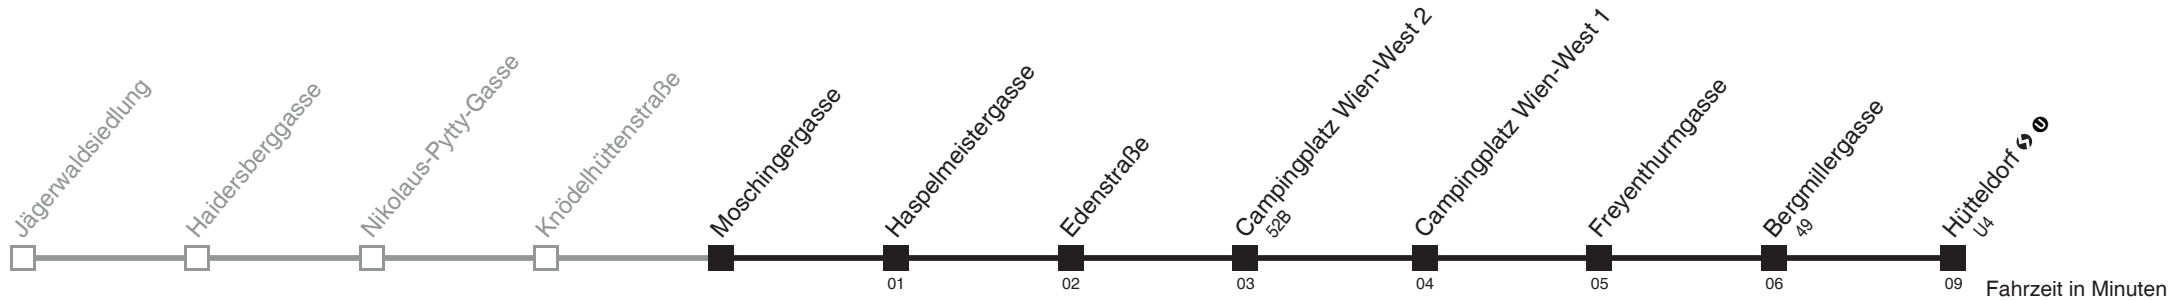 Jägerwaldsiedlung
Haidersberggasse
Nikolaus-Pytty-Gasse
Knödelhüttenstraße
Moschingergasse
Haspelmeistergasse
Edenstraße
Campingplatz Wien-West 2
52B
Campingplatz Wien-West 1
Freyenthurmgasse
Bergmillergasse
49
Hütteldorf S U
U4
01
02
03
04
05
06
09
Fahrzeit in Minuten